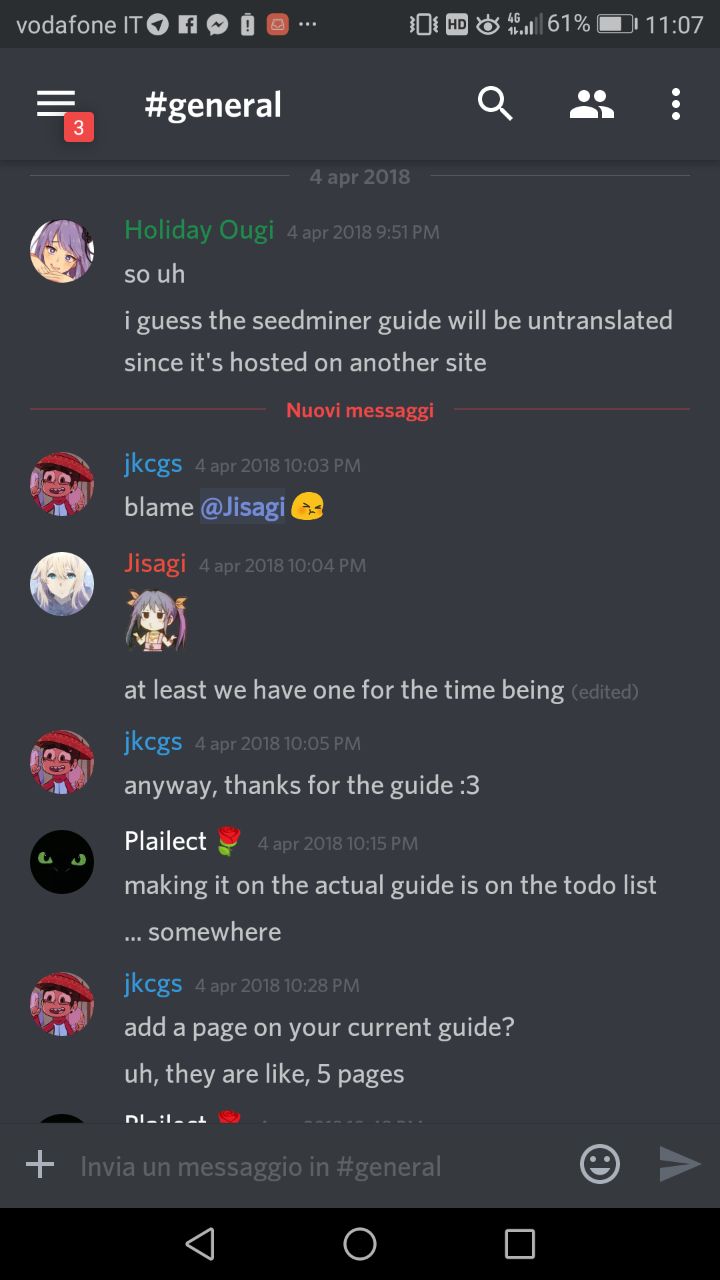 vodafone IT ... HD 4G 61% 11:07
3
#general
4 apr 2018
Holiday Ougi 4 apr 2018 9:51 PM
so uh
i guess the seedminer guide will be untranslated
since it's hosted on another site
Nuovi messaggi
jkcgs 4 apr 2018 10:03 PM
blame @Jisagi
Jisagi 4 apr 2018 10:04 PM
at least we have one for the time being (edited)
jkcgs 4 apr 2018 10:05 PM
anyway, thanks for the guide :3
Plailect 4 apr 2018 10:15 PM
making it on the actual guide is on the todo list
... somewhere
jkcgs 4 apr 2018 10:28 PM
add a page on your current guide?
uh, they are like, 5 pages
Plailect
Invia un messaggio in #general